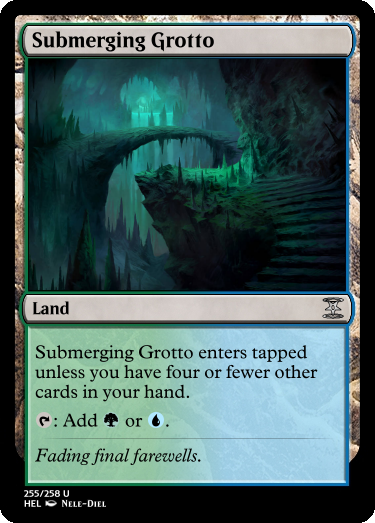 Submerging Grotto
Land
Submerging Grotto enters tapped
unless you have four or fewer other
cards in your hand.
: Add or .
Fading final farewells.
255/258 U
HEL Nele-Diel